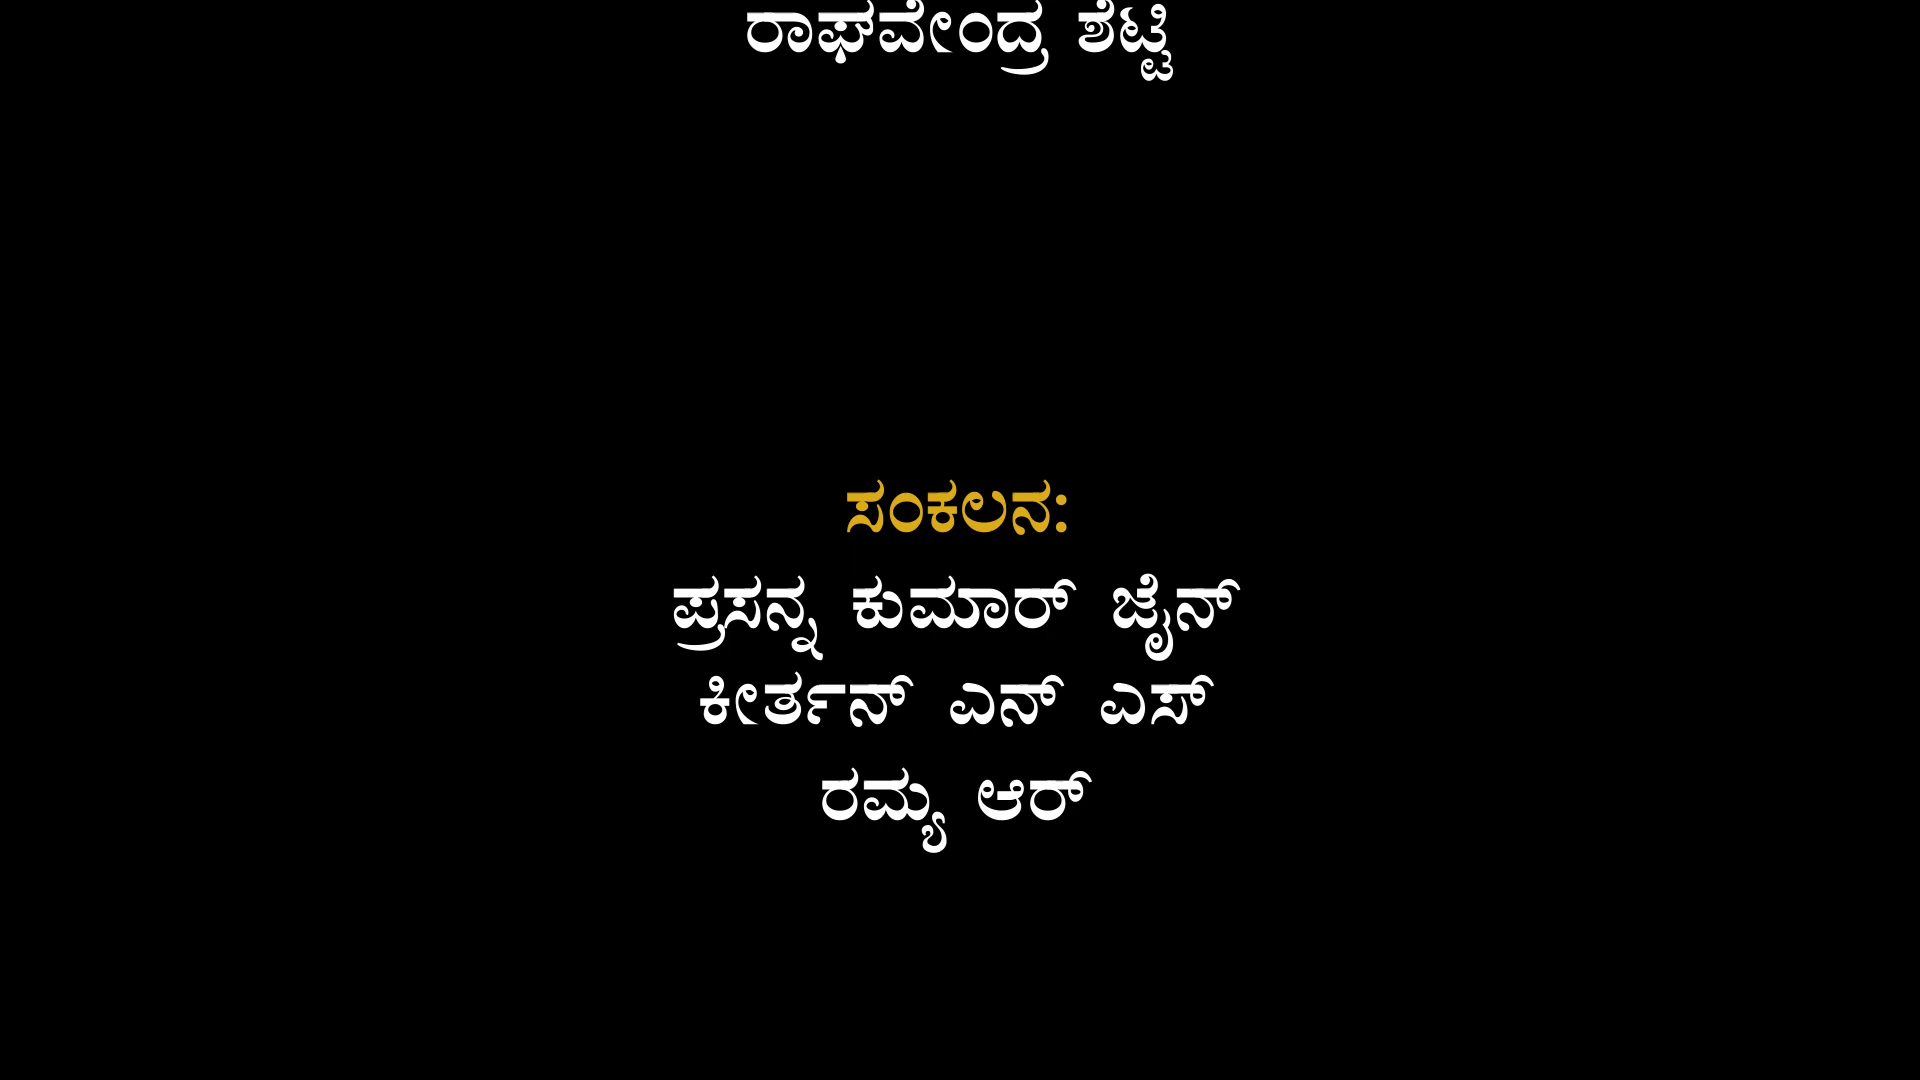 ರಾಘವೇಂದ್ರ ಶೆಟ್ಟಿ
ಸಂಕಲನ:
ಪ್ರಸನ್ನ ಕುಮಾರ್ ಜೈನ್
ಕೀರ್ತನ್ ಎನ್ ಎಸ್
ರಮ್ಯ ಆರ್